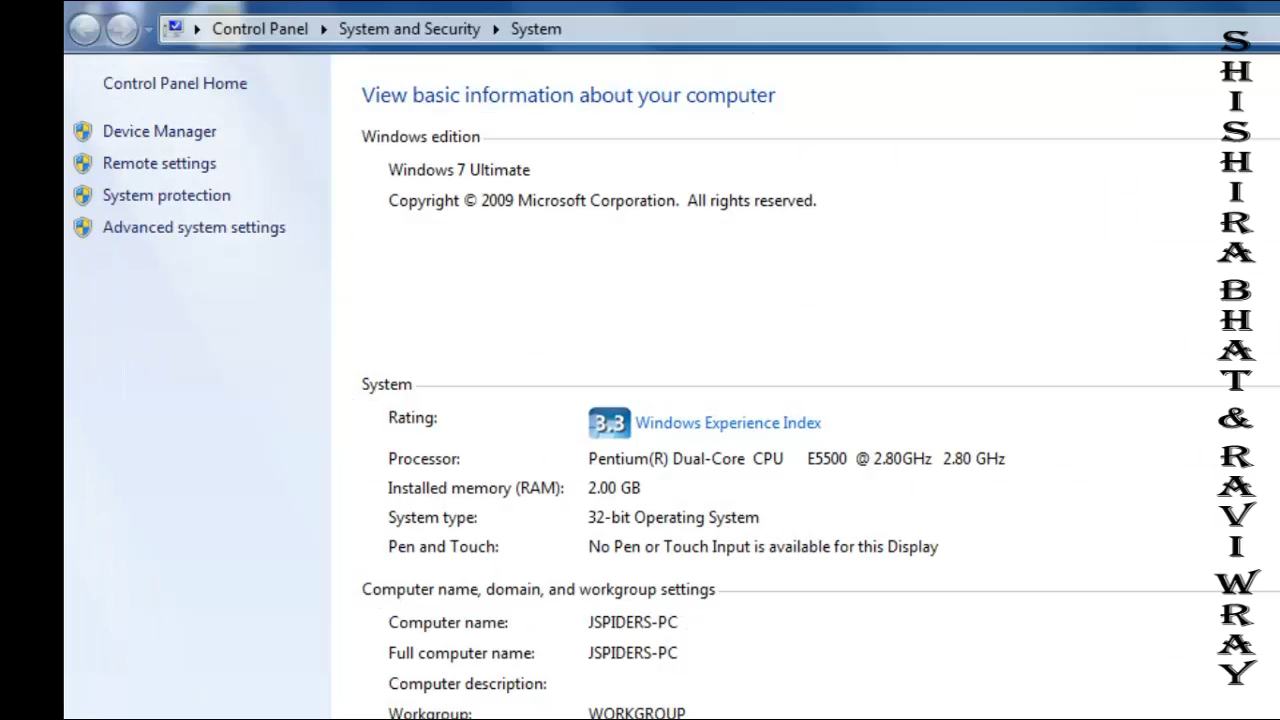 Control Panel System and Security System
Control Panel Home
Device Manager
Remote settings
System protection
Advanced system settings
View basic information about your computer
Windows edition
Windows 7 Ultimate
Copyright © 2009 Microsoft Corporation. All rights reserved.
System
Rating: 3.3 Windows Experience Index
Processor: Pentium(R) Dual-Core CPU E5500 @ 2.80GHz 2.80 GHz
Installed memory (RAM): 2.00 GB
System type: 32-bit Operating System
Pen and Touch: No Pen or Touch Input is available for this Display
Computer name, domain, and workgroup settings
Computer name: JSPIDERS-PC
Full computer name: JSPIDERS-PC
Computer description:
Workgroup: WORKGROUP
SHISHIRA BHAT & RAVI WRAY